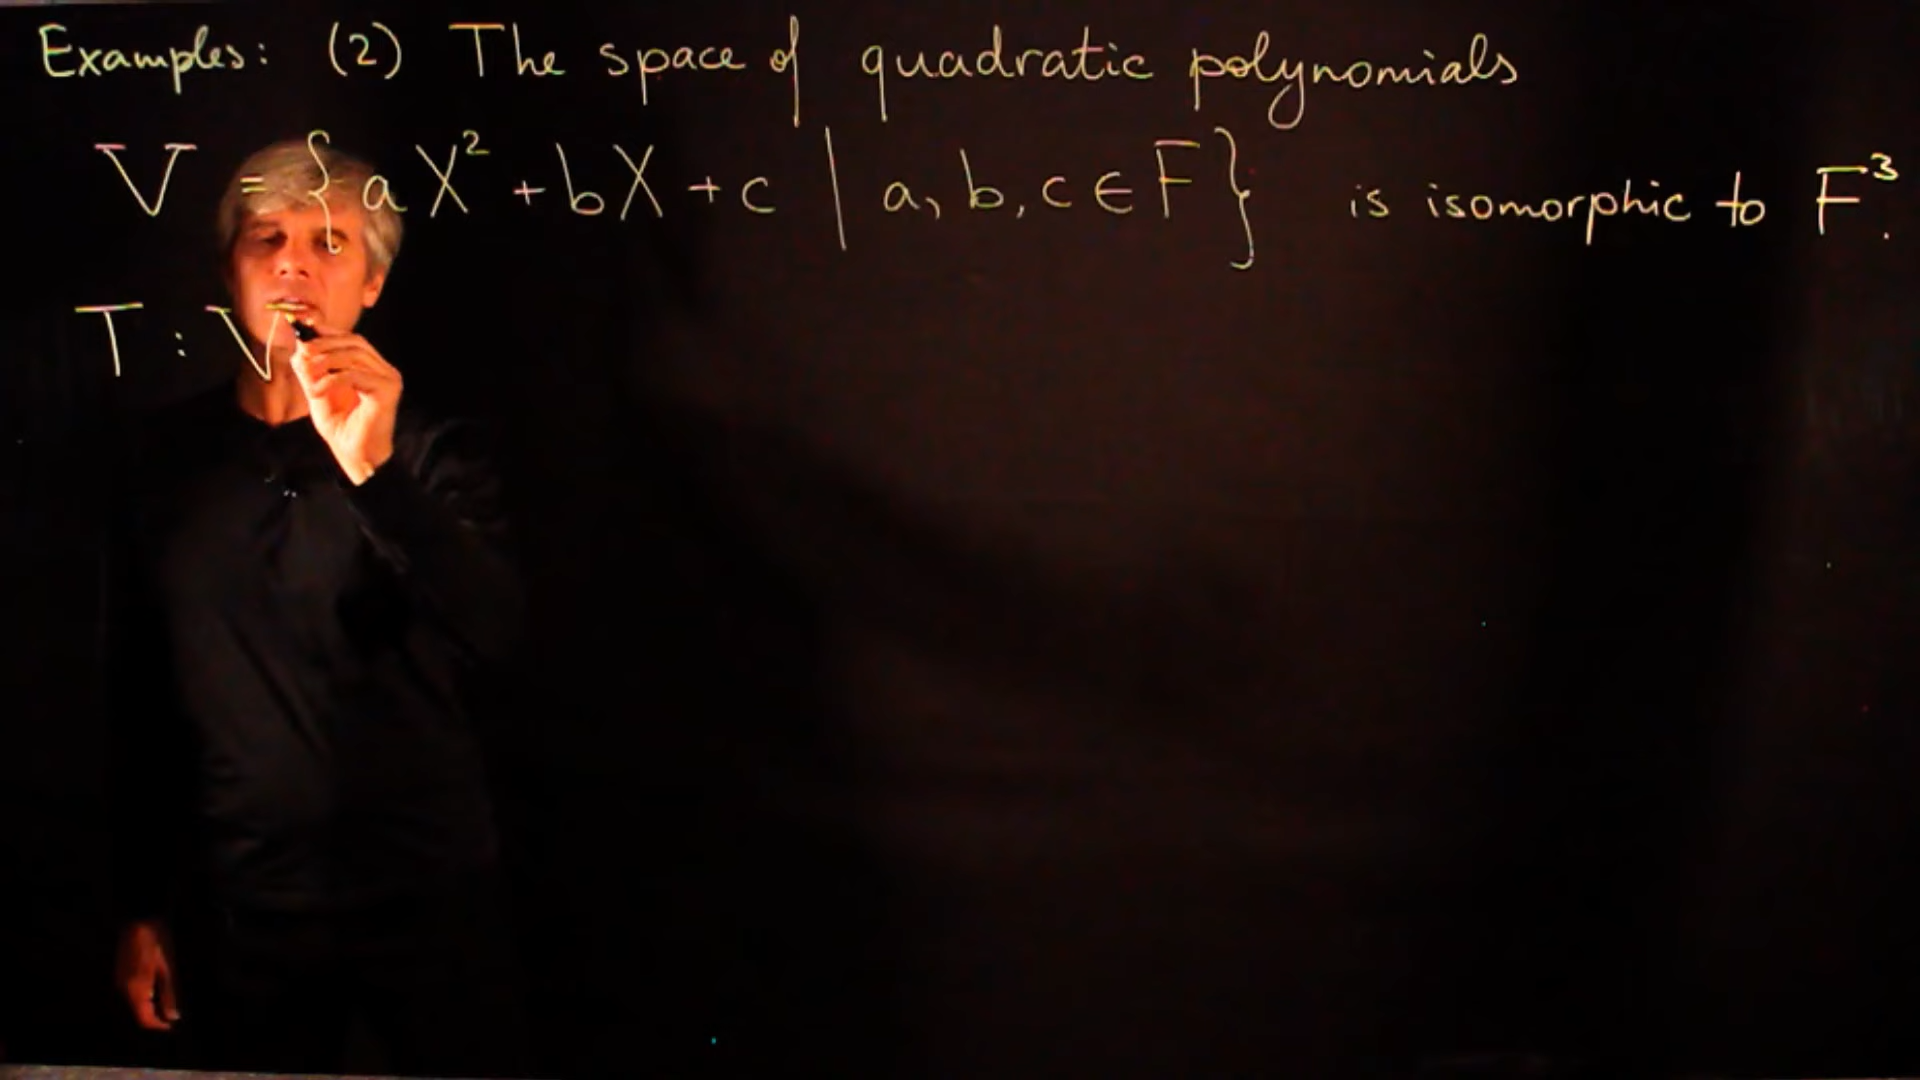 Examples: (2) The space of quadratic polynomials
V = { aX² + bX + c | a, b, c ∈ F } is isomorphic to F³.
T : V